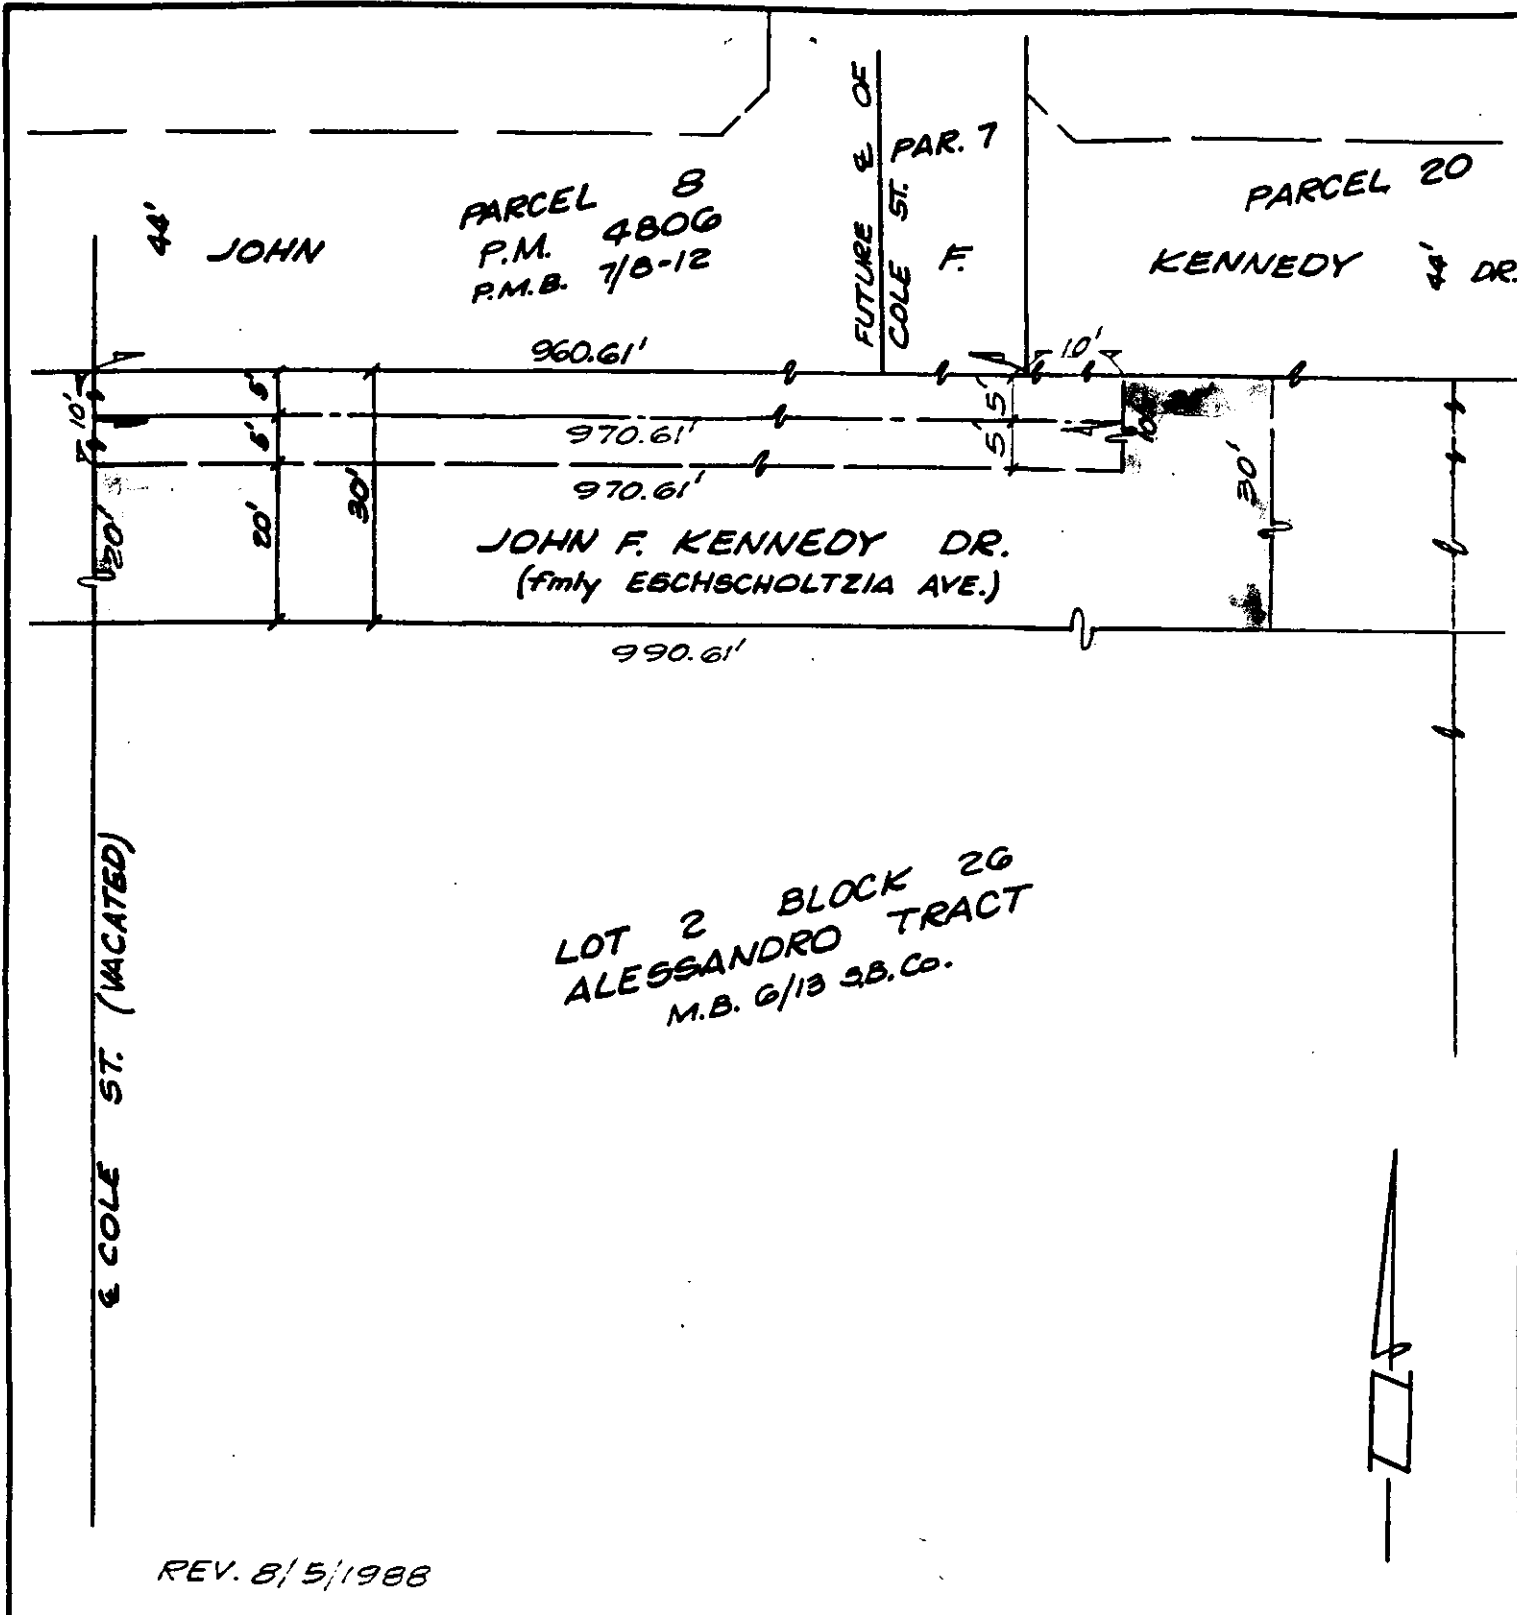 FUTURE ℄ OF
COLE ST.
PAR. 7
PARCEL 8
P.M. 4806
P.M.B. 7/8-12
PARCEL 20
44'
JOHN
F.
KENNEDY
44'
DR.
960.61'
10'
10'
5'
5'
970.61'
5'
5'
10'
970.61'
20'
20'
30'
30'
JOHN F. KENNEDY DR.
(fmly ESCHSCHOLTZIA AVE.)
990.61'
℄ COLE ST. (VACATED)
LOT 2 BLOCK 26
ALESSANDRO TRACT
M.B. 6/13 S.B. Co.
REV. 8/5/1988